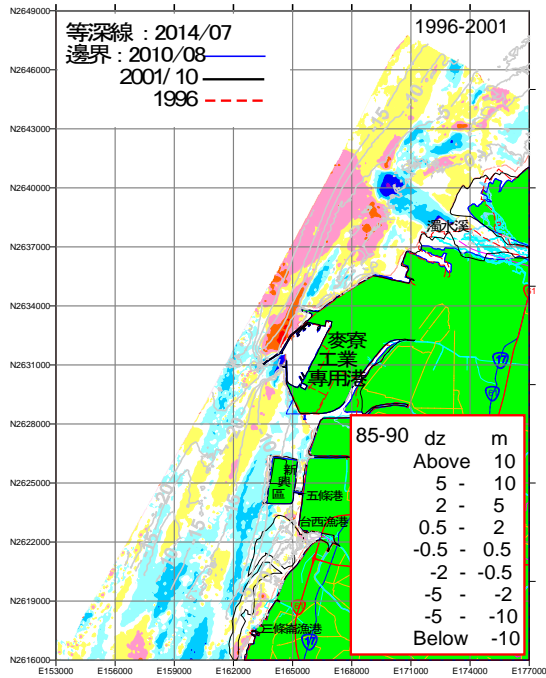 等深線 : 2014/07
邊界 : 2010/08
2001/ 10
1996
1996-2001
N2649000
N2646000
N2643000
N2640000
N2637000
N2634000
N2631000
N2628000
N2625000
N2622000
N2619000
N2616000
濁水溪
61
麥寮
工業
專用港
17
新興區
五條港
台西漁港
三條崙漁港
17
85-90 dz m
Above 10
5 - 10
2 - 5
0.5 - 2
-0.5 - 0.5
-2 - -0.5
-5 - -2
-5 - -10
Below -10
E153000 E156000 E159000 E162000 E165000 E168000 E171000 E174000 E177000